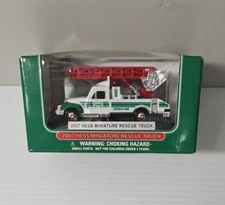 2007 HESS MINIATURE RESCUE TRUCK
2007 HESS MINIATURE RESCUE TRUCK
WARNING: CHOKING HAZARD-
SMALL PARTS. NOT FOR CHILDREN UNDER 3 YEARS.